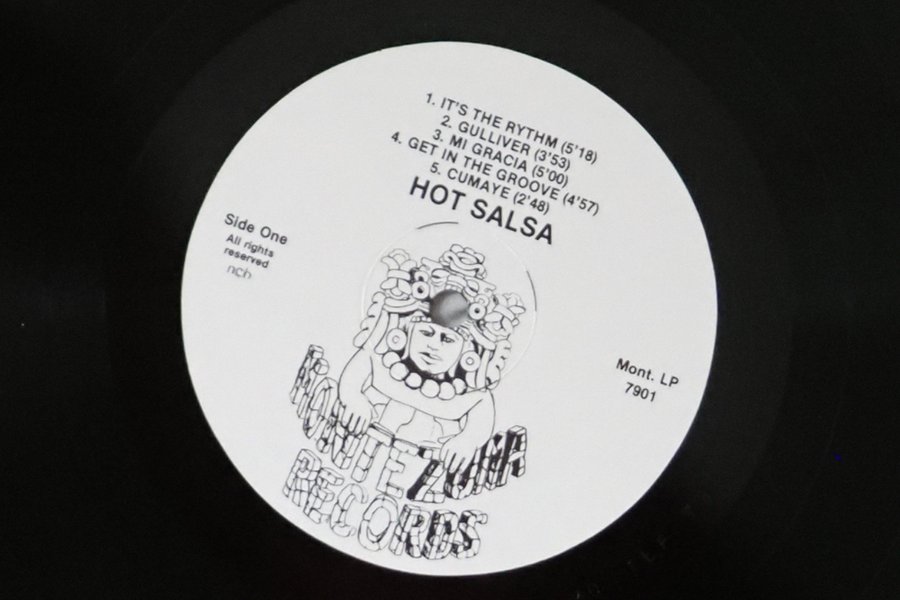 1. IT'S THE RYTHM (5'18)
2. GULLIVER (3'53)
3. MI GRACIA (5'00)
4. GET IN THE GROOVE (4'57)
5. CUMAYE (2'48)
HOT SALSA
Side One
All rights
reserved
ncb
Mont. LP
7901
MONTEZUMA
RECORDS